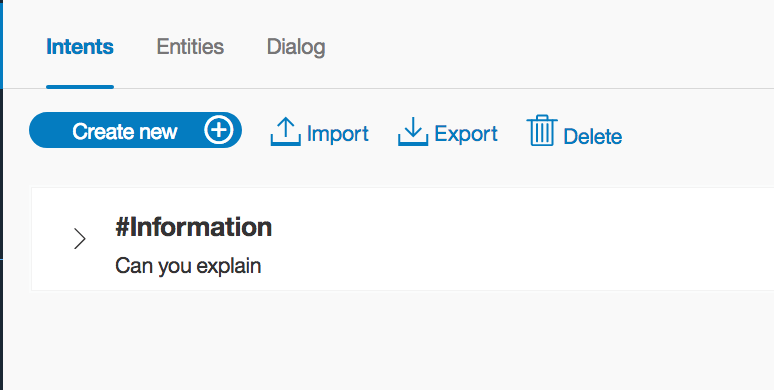 Intents Entities Dialog
Create new Import Export Delete
#Information
Can you explain